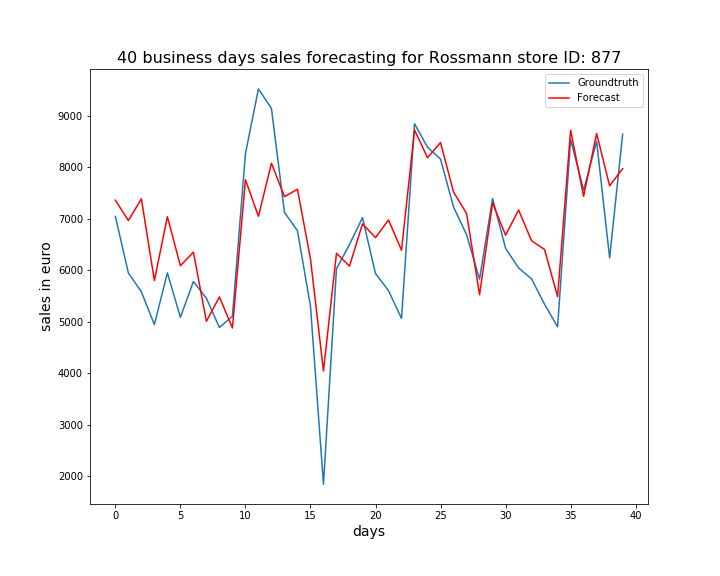 40 business days sales forecasting for Rossmann store ID: 877
Groundtruth
Forecast
9000
8000
7000
6000
5000
4000
3000
2000
sales in euro
0 5 10 15 20 25 30 35 40
days